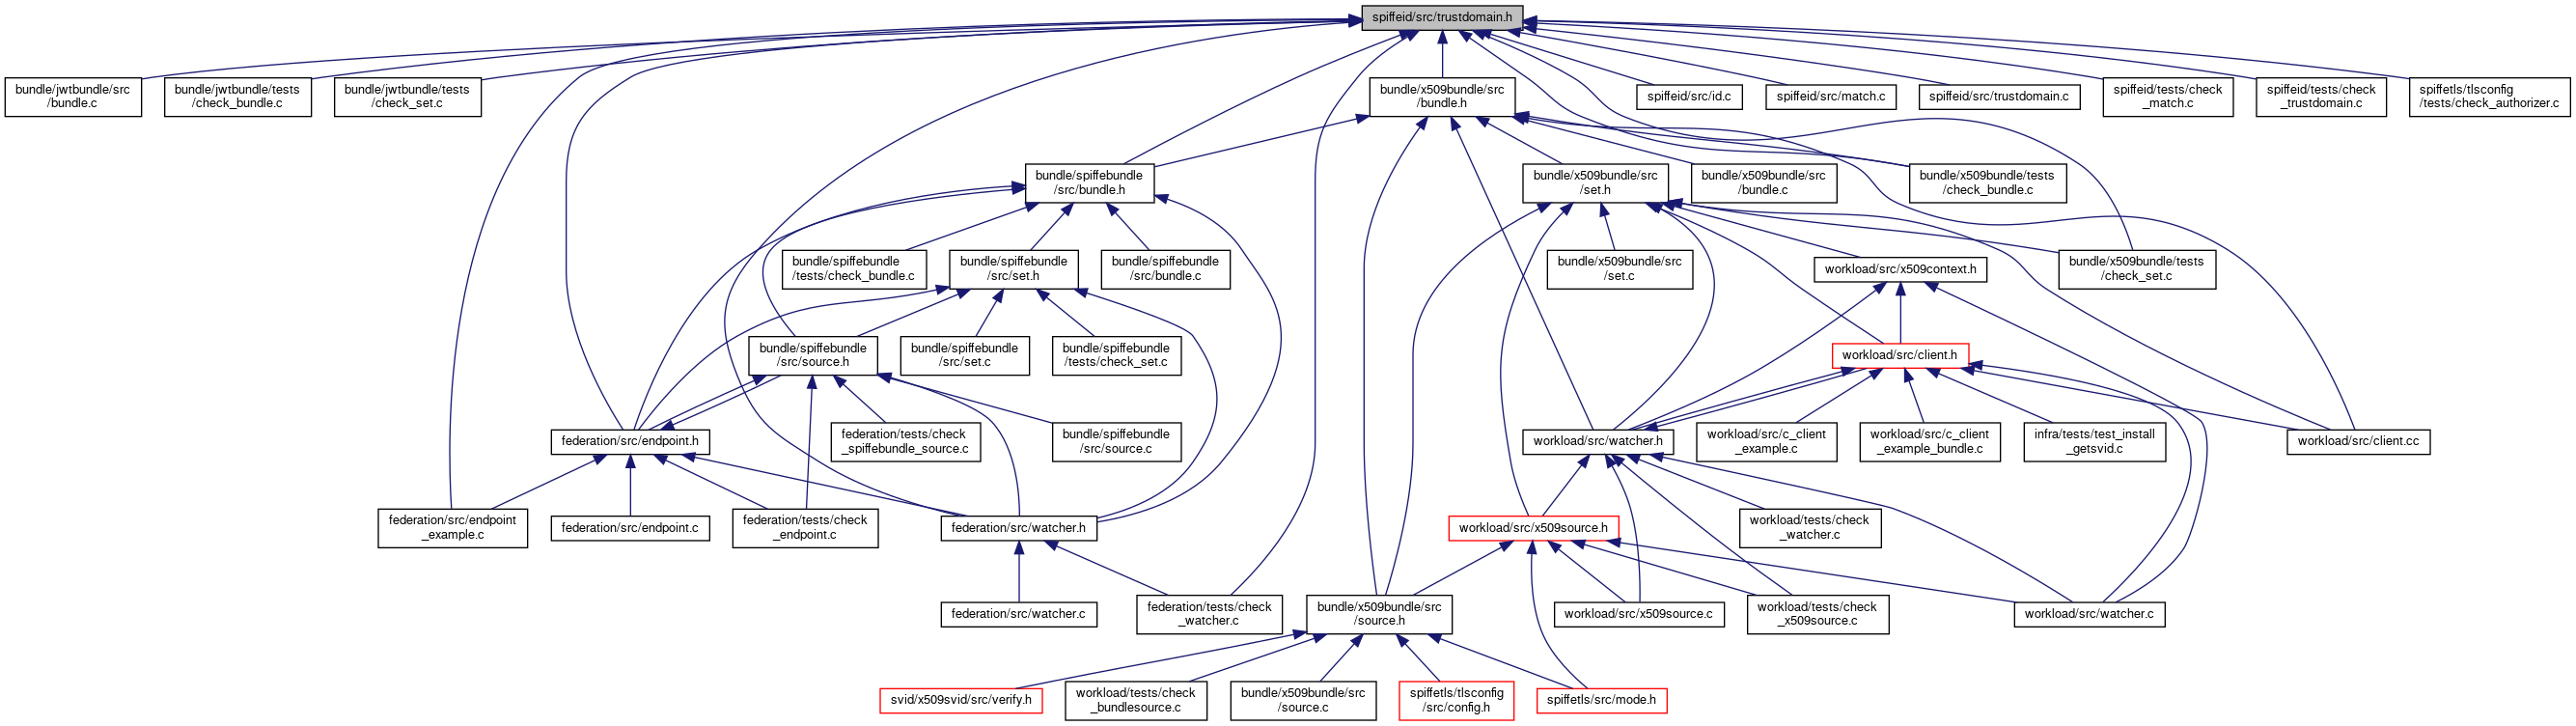 spiffeid/src/trustdomain.h
bundle/jwtbundle/src
/bundle.c
bundle/jwtbundle/tests
/check_bundle.c
bundle/jwtbundle/tests
/check_set.c
bundle/x509bundle/src
/bundle.h
spiffeid/src/id.c
spiffeid/src/match.c
spiffeid/src/trustdomain.c
spiffeid/tests/check
_match.c
spiffeid/tests/check
_trustdomain.c
spiffetls/tlsconfig
/tests/check_authorizer.c
bundle/spiffebundle
/src/bundle.h
bundle/x509bundle/src
/set.h
bundle/x509bundle/src
/bundle.c
bundle/x509bundle/tests
/check_bundle.c
bundle/spiffebundle
/tests/check_bundle.c
bundle/spiffebundle
/src/set.h
bundle/spiffebundle
/src/bundle.c
bundle/x509bundle/src
/set.c
workload/src/x509context.h
bundle/x509bundle/tests
/check_set.c
bundle/spiffebundle
/src/source.h
bundle/spiffebundle
/src/set.c
bundle/spiffebundle
/tests/check_set.c
workload/src/client.h
federation/src/endpoint.h
federation/tests/check
_spiffebundle_source.c
bundle/spiffebundle
/src/source.c
workload/src/watcher.h
workload/src/c_client
_example.c
workload/src/c_client
_example_bundle.c
infra/tests/test_install
_getsvid.c
workload/src/client.cc
federation/src/endpoint
_example.c
federation/src/endpoint.c
federation/tests/check
_endpoint.c
federation/src/watcher.h
workload/src/x509source.h
workload/tests/check
_watcher.c
federation/src/watcher.c
federation/tests/check
_watcher.c
bundle/x509bundle/src
/source.h
workload/src/x509source.c
workload/tests/check
_x509source.c
workload/src/watcher.c
svid/x509svid/src/verify.h
workload/tests/check
_bundlesource.c
bundle/x509bundle/src
/source.c
spiffetls/tlsconfig
/src/config.h
spiffetls/src/mode.h